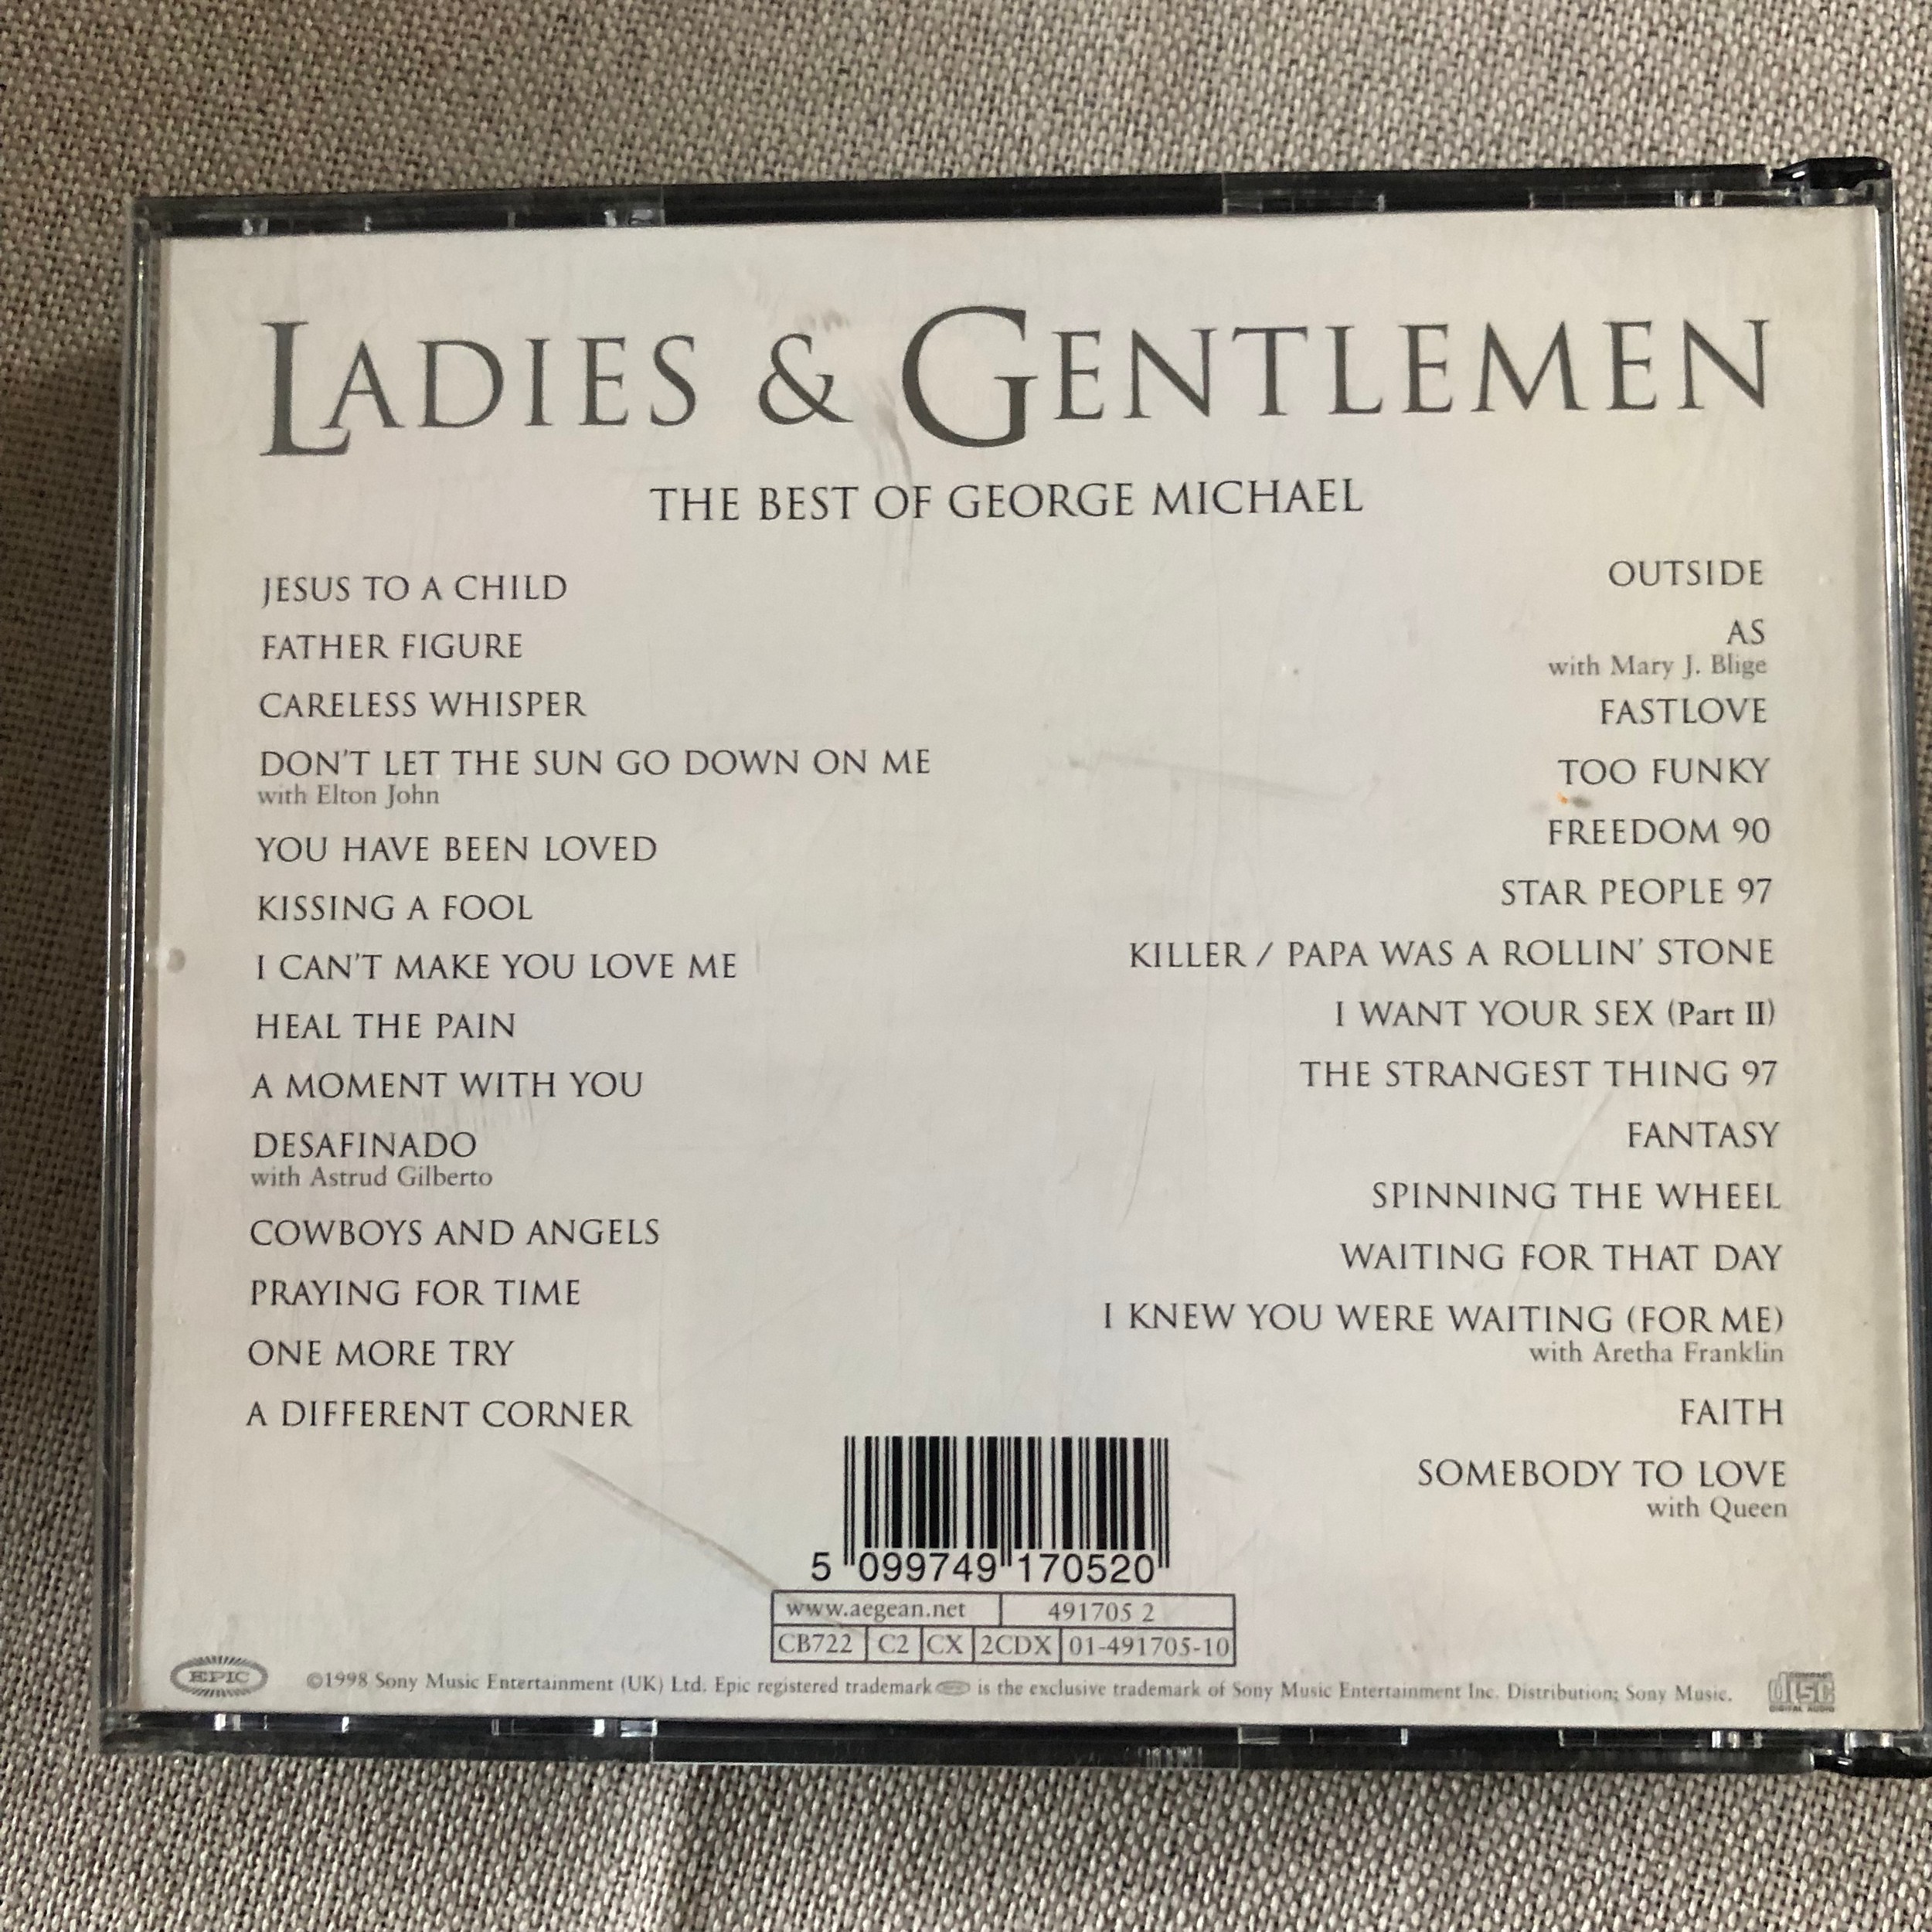 LADIES & GENTLEMEN
THE BEST OF GEORGE MICHAEL
JESUS TO A CHILD
FATHER FIGURE
CARELESS WHISPER
DON'T LET THE SUN GO DOWN ON ME
with Elton John
YOU HAVE BEEN LOVED
KISSING A FOOL
I CAN'T MAKE YOU LOVE ME
HEAL THE PAIN
A MOMENT WITH YOU
DESAFINADO
with Astrud Gilberto
COWBOYS AND ANGELS
PRAYING FOR TIME
ONE MORE TRY
A DIFFERENT CORNER
OUTSIDE
AS
with Mary J. Blige
FASTLOVE
TOO FUNKY
FREEDOM 90
STAR PEOPLE 97
KILLER / PAPA WAS A ROLLIN' STONE
I WANT YOUR SEX (Part II)
THE STRANGEST THING 97
FANTASY
SPINNING THE WHEEL
WAITING FOR THAT DAY
I KNEW YOU WERE WAITING (FOR ME)
with Aretha Franklin
FAITH
SOMEBODY TO LOVE
with Queen
5 099749 170520
www.aegean.net 491705 2
CB722 C2 CX 2CDX 01-491705-10
EPIC
©1998 Sony Music Entertainment (UK) Ltd. Epic registered trademark is the exclusive trademark of Sony Music Entertainment Inc. Distribution; Sony Music.
COMPACT
disc
DIGITAL AUDIO